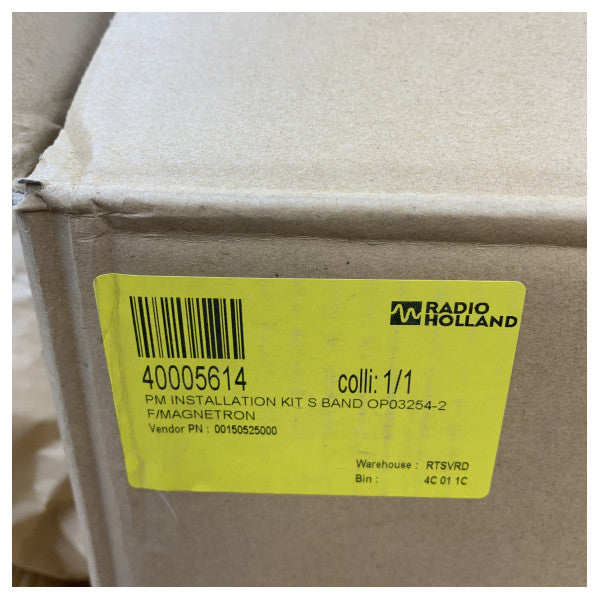 RADIO
HOLLAND
40005614
colli: 1/1
PM INSTALLATION KIT S BAND OP03254-2
F/MAGNETRON
Vendor PN : 00150525000
Warehouse : RTSVRD
Bin : 4C 01 1C